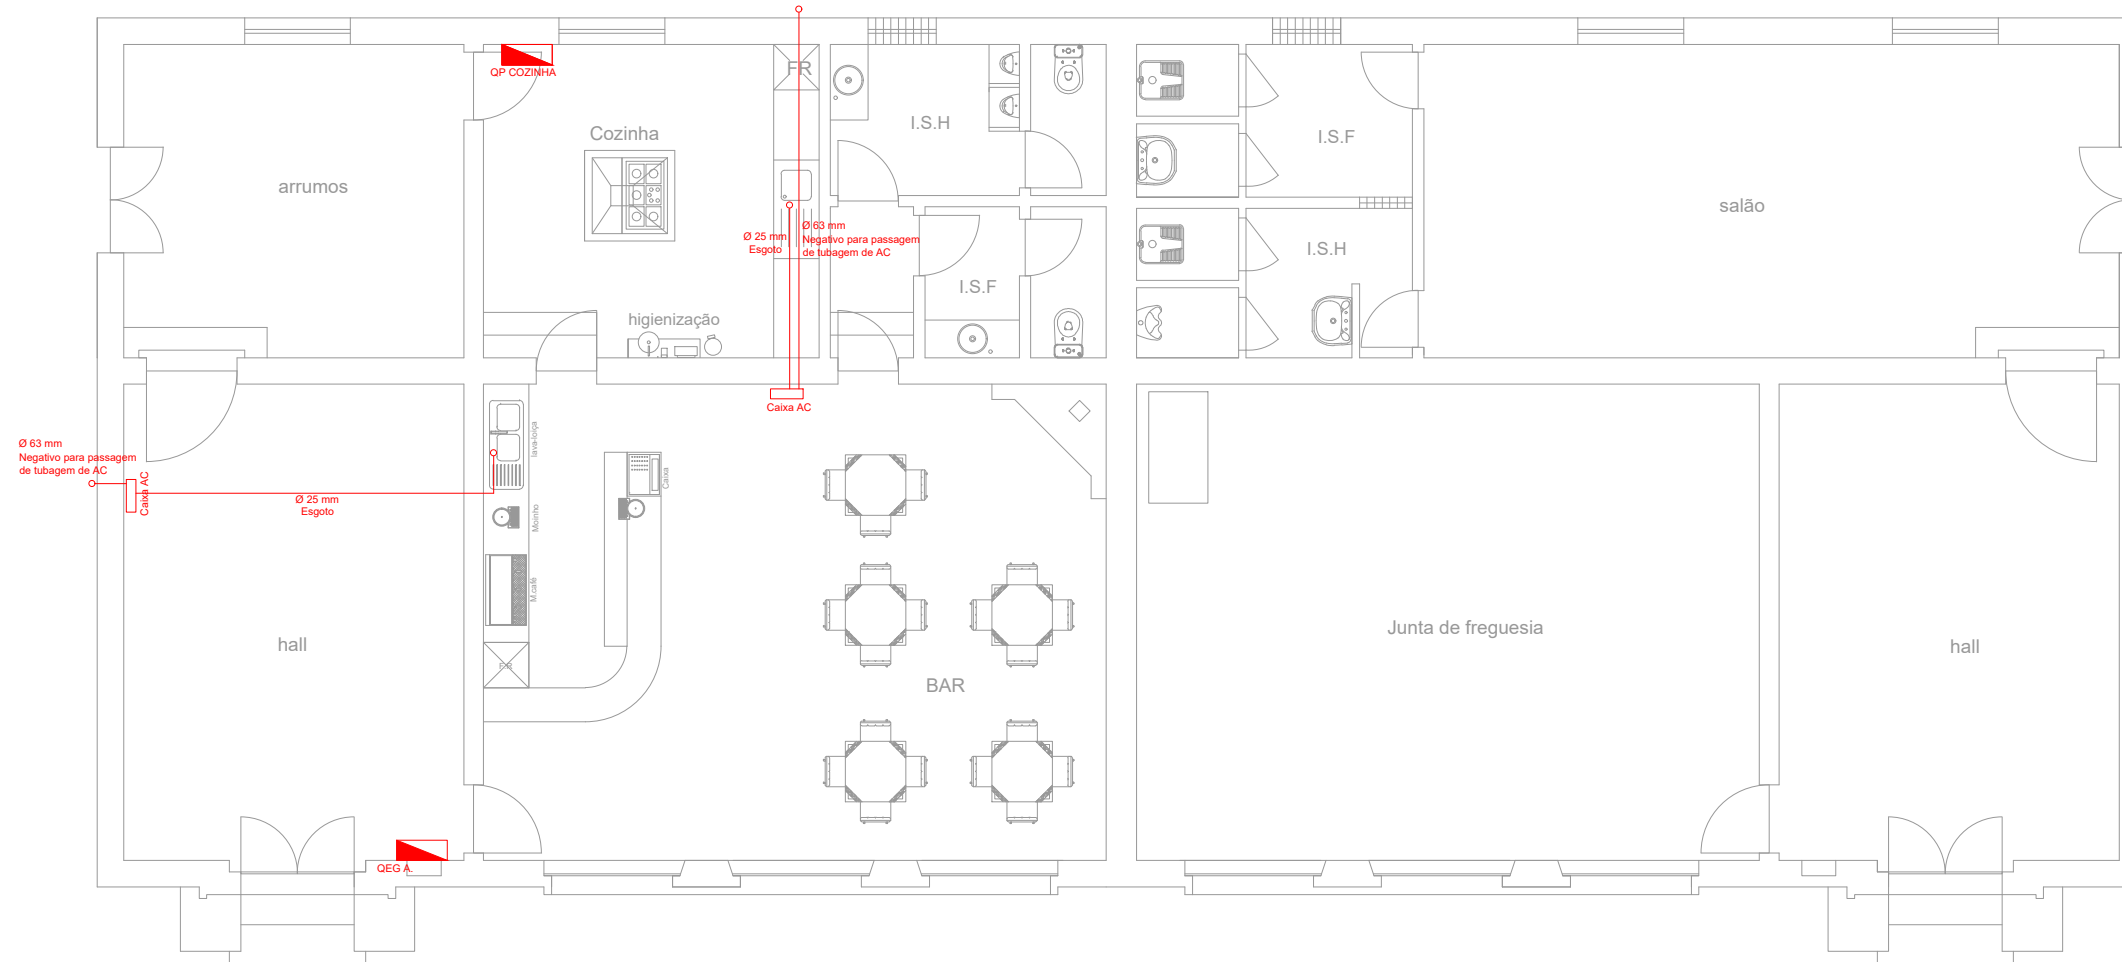 QP COZINHA
FR
Cozinha
I.S.H
I.S.F
arrumos
salão
Ø 25 mm
Esgoto
Ø 63 mm
Negativo para passagem
de tubagem de AC
I.S.H
I.S.F
higienização
Caixa AC
lava-loiça
Caixa
Ø 63 mm
Negativo para passagem
de tubagem de AC
Caixa AC
Ø 25 mm
Esgoto
Moinho
M.café
hall
F.R
BAR
Junta de freguesia
hall
QEG A.